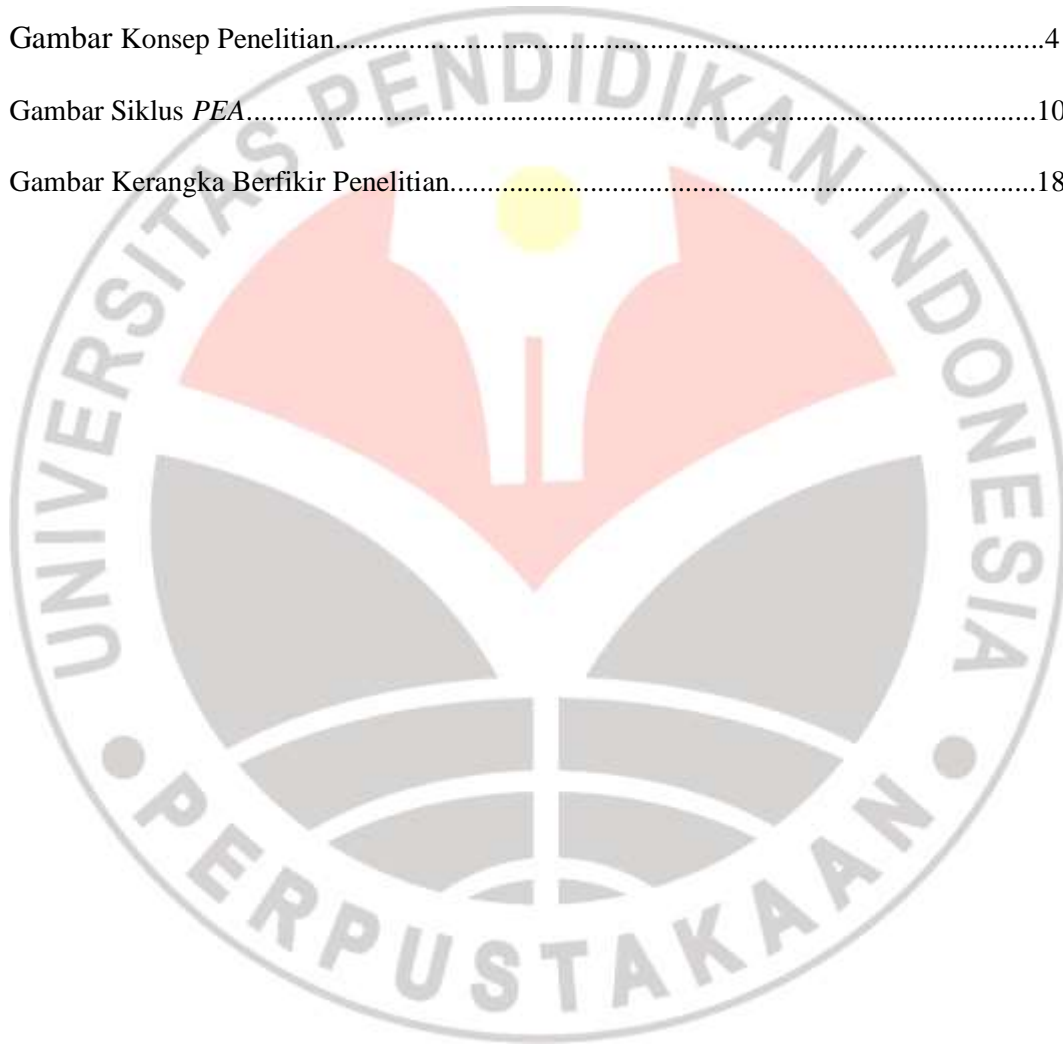 Gambar Konsep Penelitian.......................................................................................................4
Gambar Siklus PEA..................................................................................................................10
Gambar Kerangka Berfikir Penelitian.....................................................................................18
UNIVERSITAS PENDIDIKAN INDONESIA
PERPUSTAKAAN